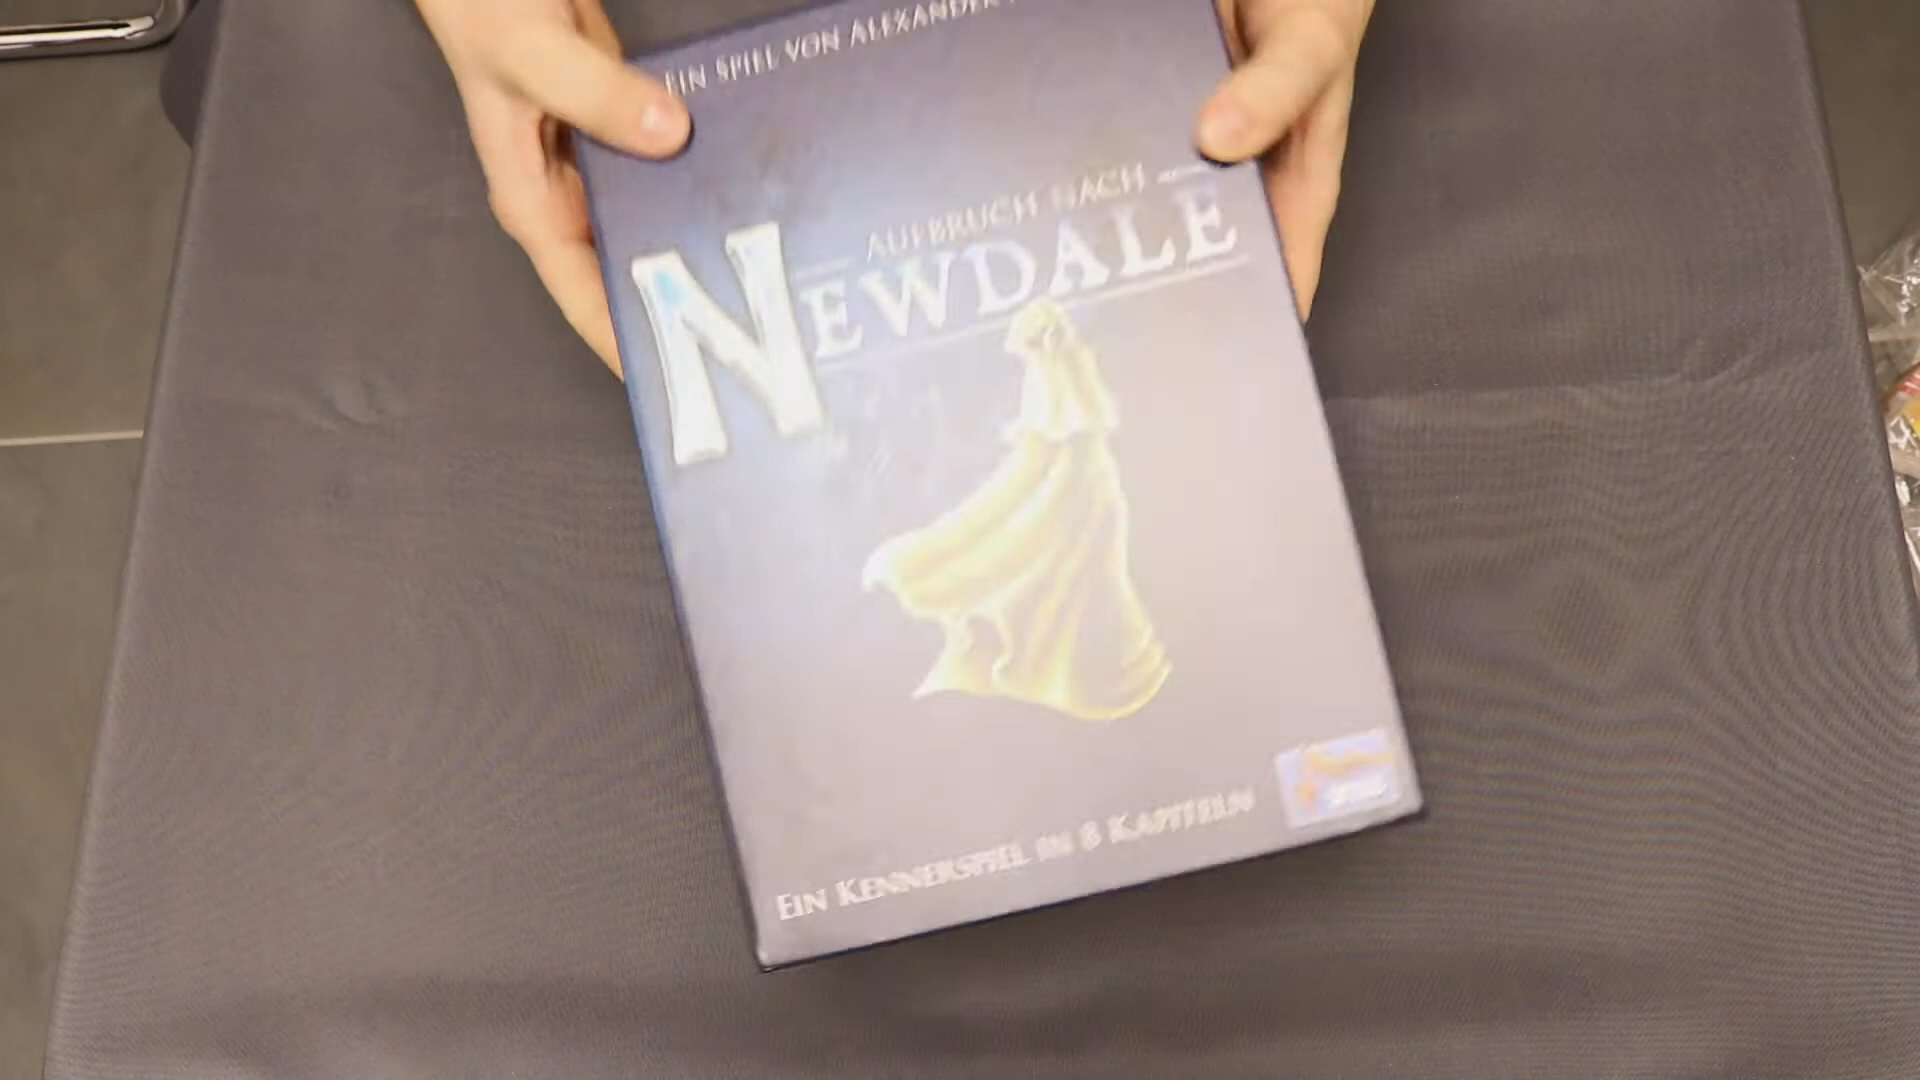 EIN SPIEL VON ALEXANDER
AUFBRUCH NACH
NEWDALE
EIN KENNERSPIEL IN 8 KAPITELN